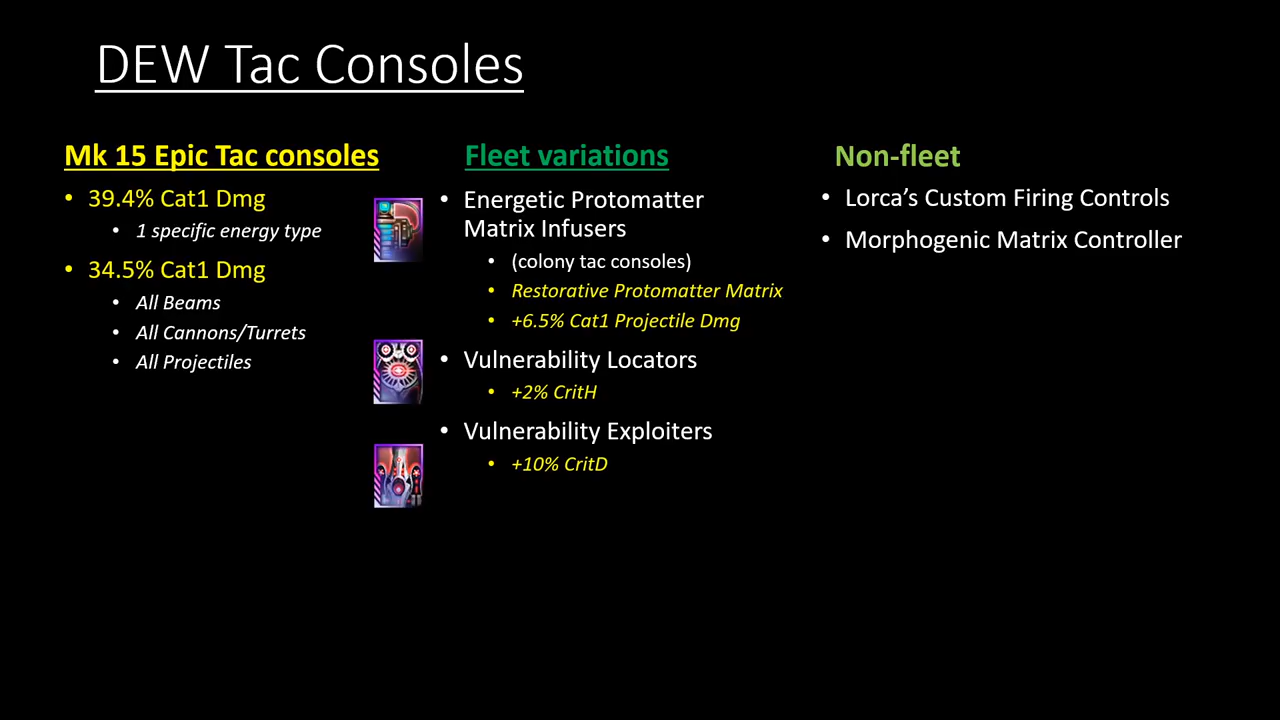 DEW Tac Consoles
Mk 15 Epic Tac consoles
• 39.4% Cat1 Dmg
• 1 specific energy type
• 34.5% Cat1 Dmg
• All Beams
• All Cannons/Turrets
• All Projectiles
Fleet variations
• Energetic Protomatter
Matrix Infusers
• (colony tac consoles)
• Restorative Protomatter Matrix
• +6.5% Cat1 Projectile Dmg
• Vulnerability Locators
• +2% CritH
• Vulnerability Exploiters
• +10% CritD
Non-fleet
• Lorca’s Custom Firing Controls
• Morphogenic Matrix Controller